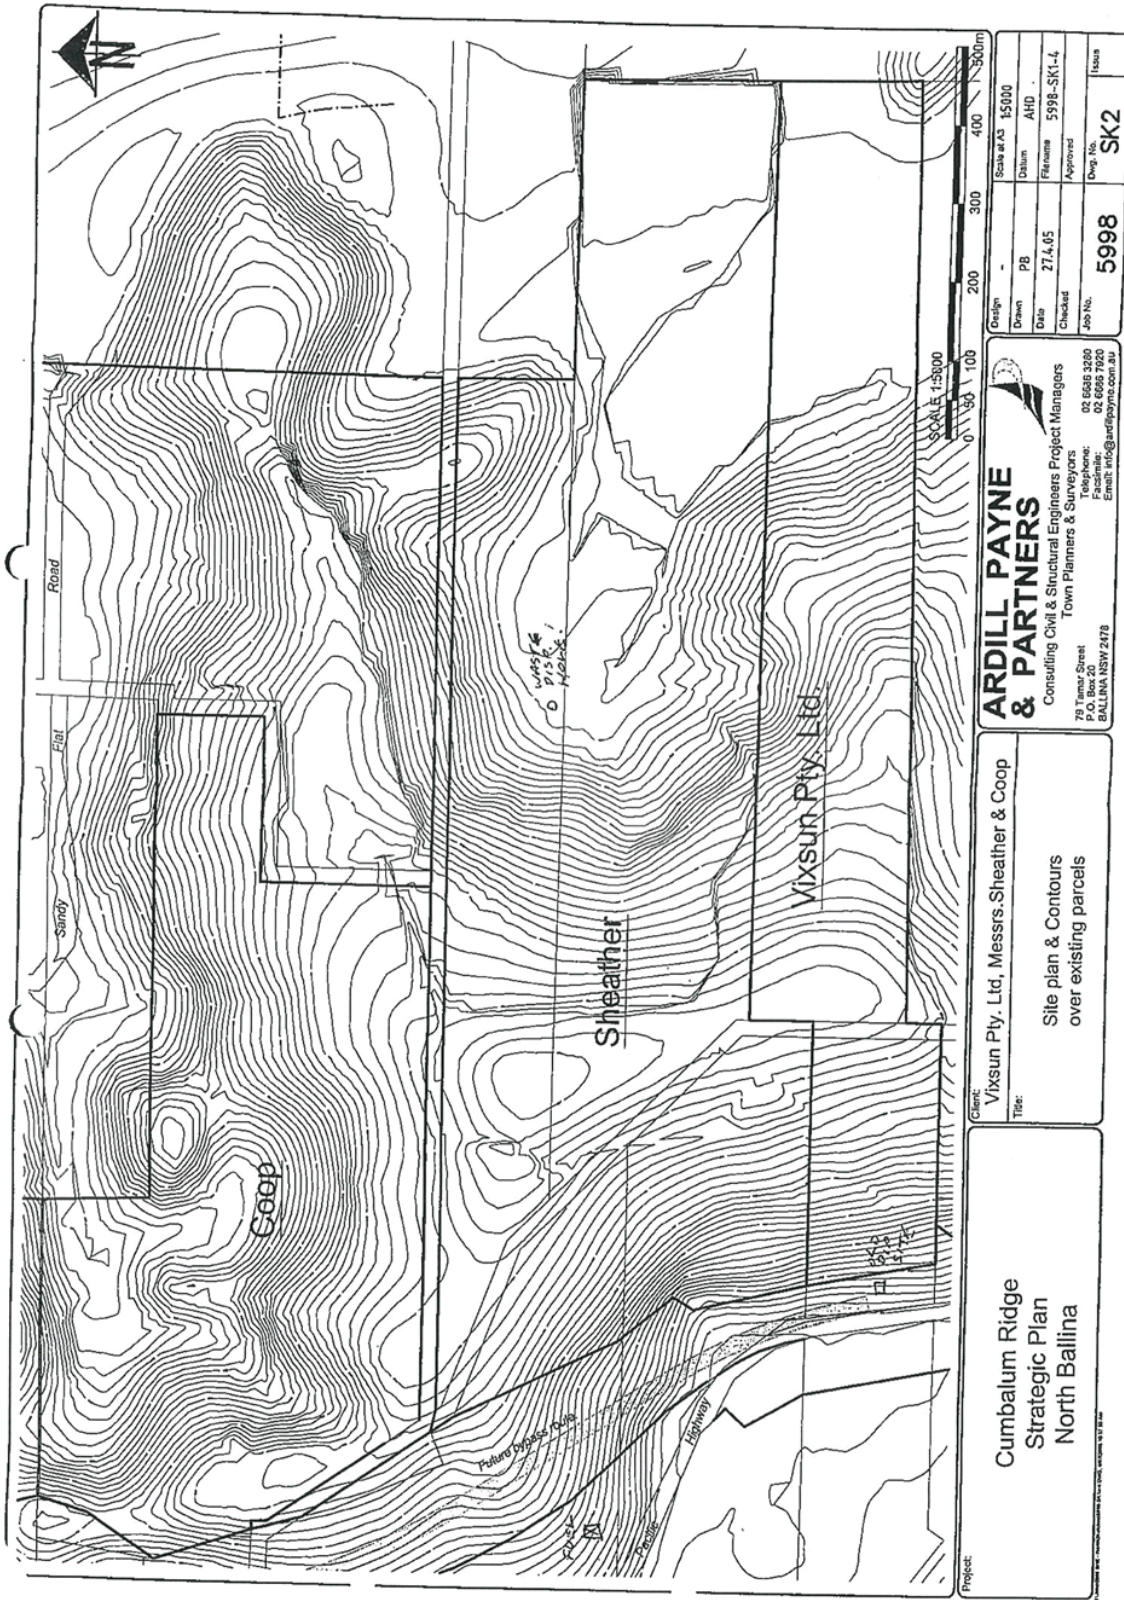 N
Road
Flat
Sandy
WASTE
DISP.
Coop
Sheather
Vixsun Pty. Ltd.
Future bypass route
Pacific
Highway
OLD
SCALE 1:5000
0 50 100 200 300 400 500m
Project:
Cumbalum Ridge
Strategic Plan
North Ballina
Client:
Vixsun Pty. Ltd, Messrs.Sheather & Coop
Title:
Site plan & Contours
over existing parcels
ARDILL PAYNE
& PARTNERS
Consulting Civil & Structural Engineers Project Managers
Town Planners & Surveyors
79 Tamar Street
P.O. Box 20
BALLINA NSW 2478
Telephone: 02 6686 3280
Facsimile: 02 6686 7920
Email: info@ardillpayne.com.au
Design - Scale at A3 1:5000
Drawn PB Datum AHD
Date 27.4.05 Filename 5998-SK1-4
Checked Approved
Job No. 5998 Dwg. No. SK2 Issue